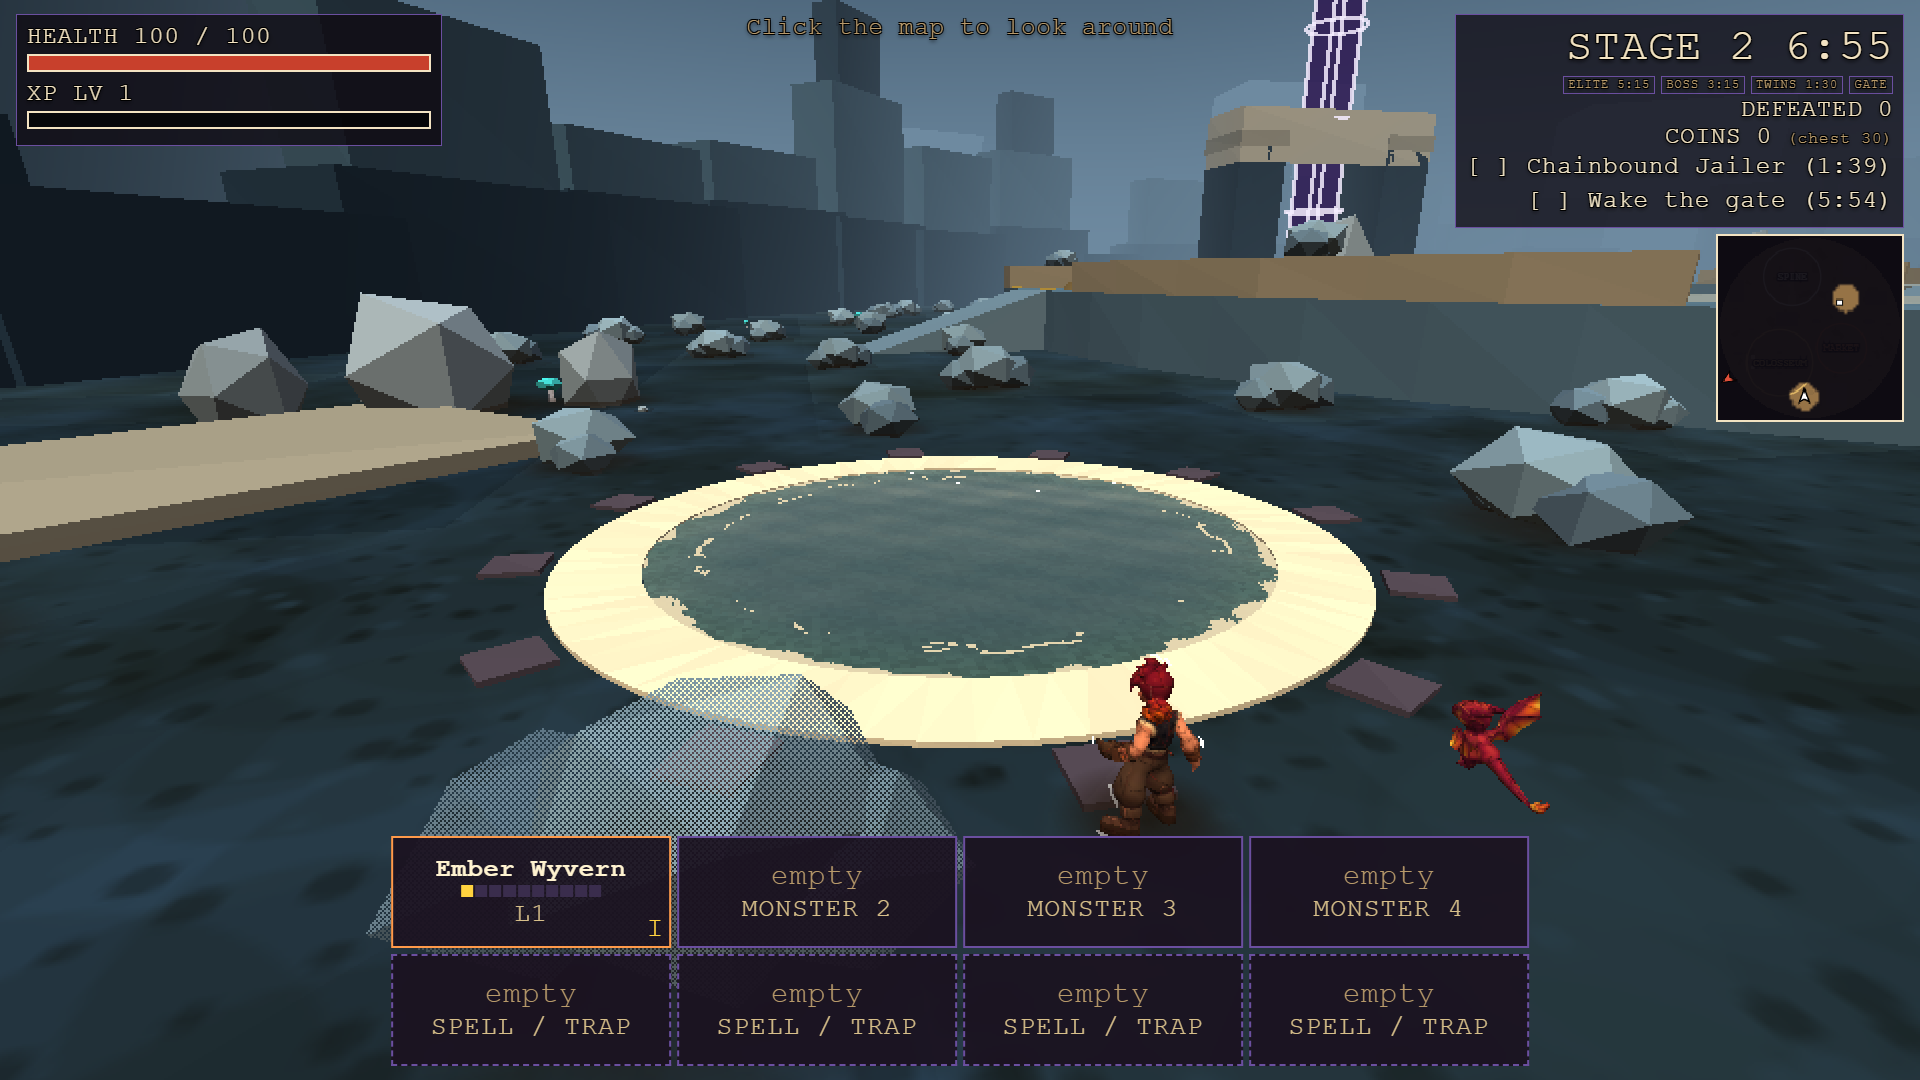 HEALTH 100 / 100
XP LV 1
Click the map to look around
STAGE 2 6:55
ELITE 5:15 BOSS 3:15 TWINS 1:30 GATE
DEFEATED 0
COINS 0 (chest 30)
[ ] Chainbound Jailer (1:39)
[ ] Wake the gate (5:54)
Ember Wyvern
L1
I
empty
MONSTER 2
empty
MONSTER 3
empty
MONSTER 4
empty
SPELL / TRAP
empty
SPELL / TRAP
empty
SPELL / TRAP
empty
SPELL / TRAP